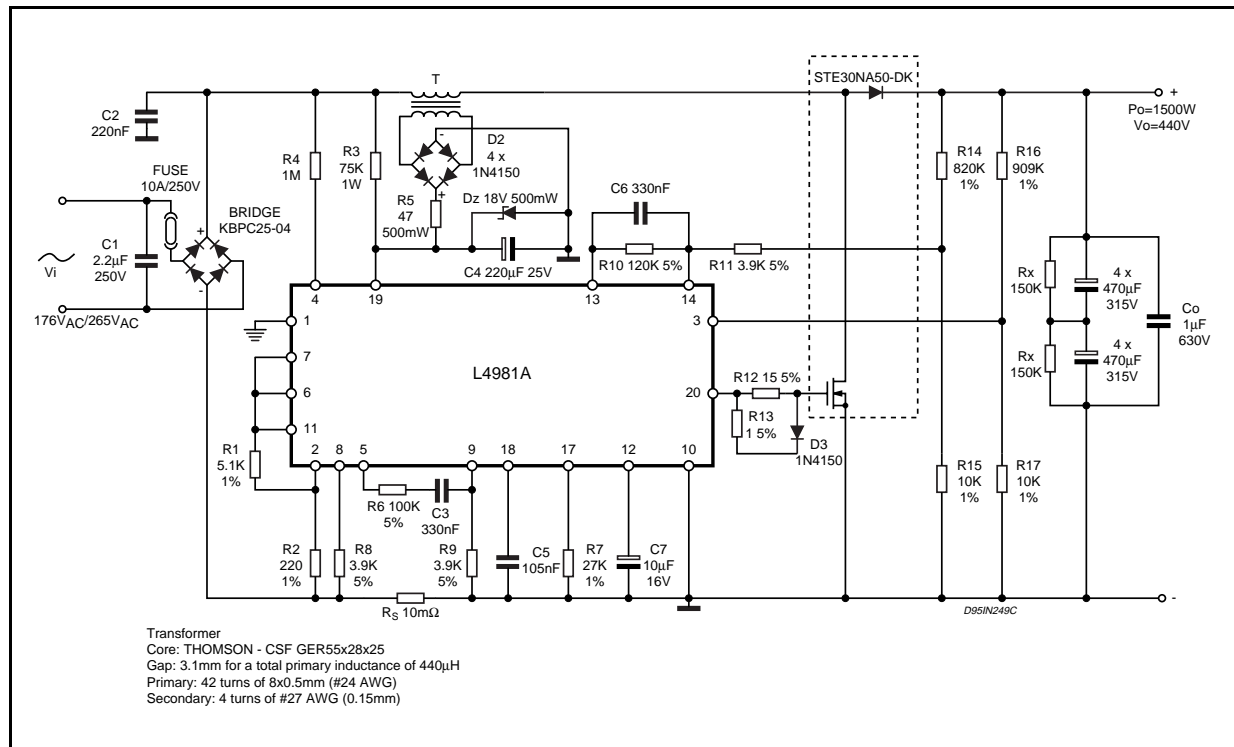 T
STE30NA50-DK
+
Po=1500W
Vo=440V
C2
220nF
FUSE
10A/250V
BRIDGE
KBPC25-04
+
-
C1
2.2µF
250V
Vi
176VAC/265VAC
R4
1M
R3
75K
1W
-
D2
4 x
1N4150
+
R5
47
500mW
Dz 18V 500mW
C4 220µF 25V
C6 330nF
R10 120K 5%
R11 3.9K 5%
R14
820K
1%
R16
909K
1%
Rx
150K
4 x
470µF
315V
Rx
150K
4 x
470µF
315V
Co
1µF
630V
4
19
13
14
1
7
6
11
3
20
L4981A
2
8
5
9
18
17
12
10
R12 15 5%
R13
1 5%
D3
1N4150
R1
5.1K
1%
R6 100K
5%
C3
330nF
R15
10K
1%
R17
10K
1%
R2
220
1%
R8
3.9K
5%
R9
3.9K
5%
C5
105nF
R7
27K
1%
C7
10µF
16V
RS 10mΩ
-
D95IN249C
Transformer
Core: THOMSON - CSF GER55x28x25
Gap: 3.1mm for a total primary inductance of 440µH
Primary: 42 turns of 8x0.5mm (#24 AWG)
Secondary: 4 turns of #27 AWG (0.15mm)